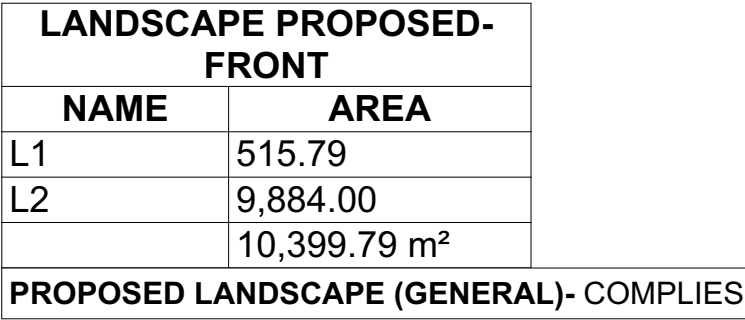 LANDSCAPE PROPOSED-
FRONT
NAME AREA
L1 515.79
L2 9,884.00
10,399.79 m²
PROPOSED LANDSCAPE (GENERAL)- COMPLIES